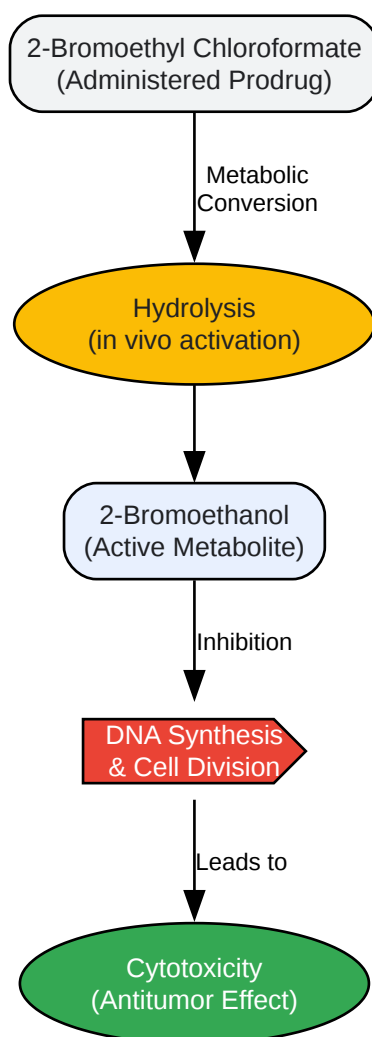 2-Bromoethyl Chloroformate
(Administered Prodrug)
Metabolic
Conversion
Hydrolysis
(in vivo activation)
2-Bromoethanol
(Active Metabolite)
Inhibition
DNA Synthesis
& Cell Division
Leads to
Cytotoxicity
(Antitumor Effect)